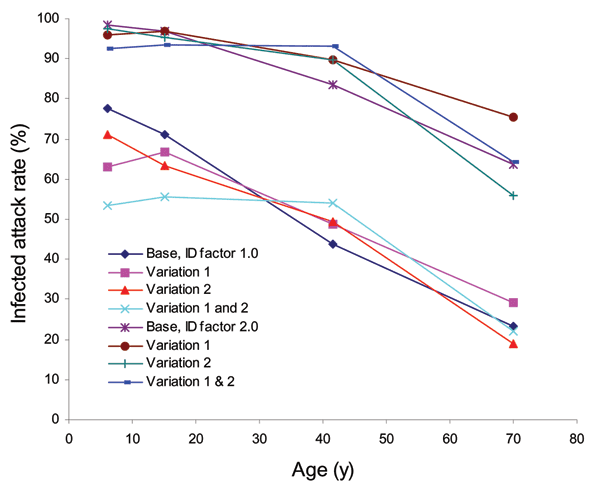 Infected attack rate (%)
100
90
80
70
60
50
40
30
20
10
0
Base, ID factor 1.0
Variation 1
Variation 2
Variation 1 and 2
Base, ID factor 2.0
Variation 1
Variation 2
Variation 1 & 2
0 10 20 30 40 50 60 70 80
Age (y)